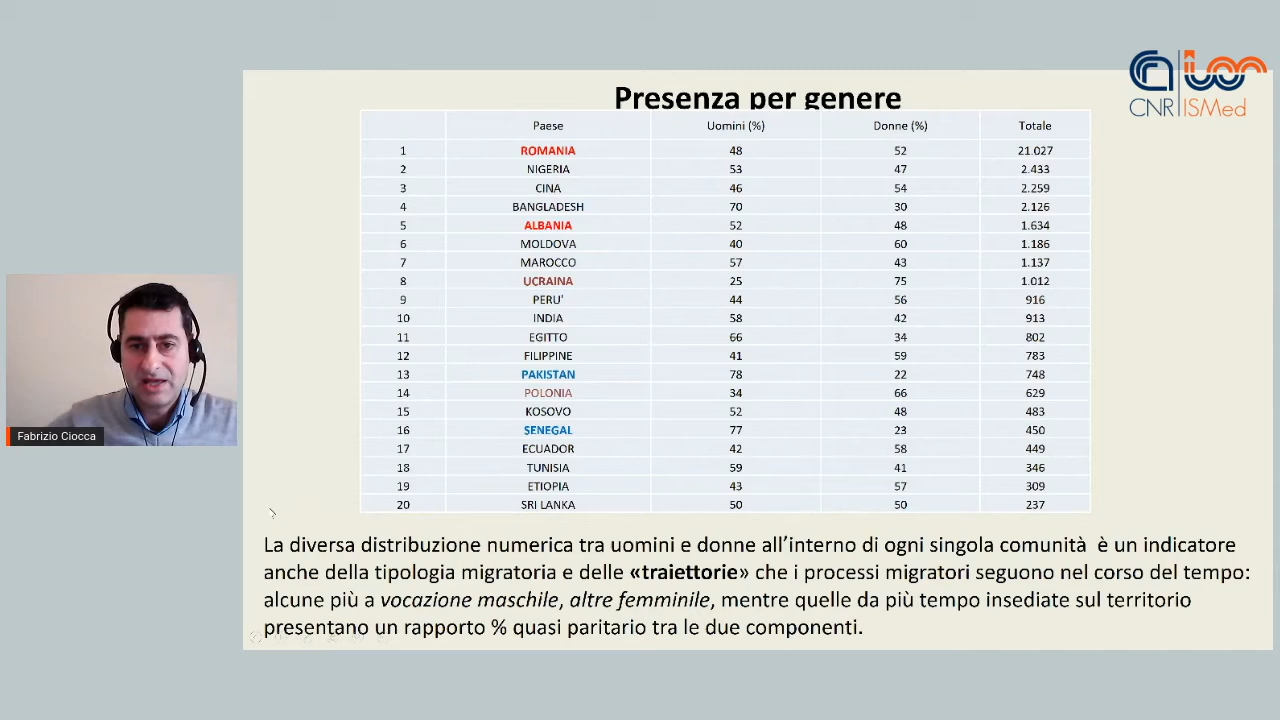 CNR ISMed
Presenza per genere
Paese Uomini (%) Donne (%) Totale
1 ROMANIA 48 52 21.027
2 NIGERIA 53 47 2.433
3 CINA 46 54 2.259
4 BANGLADESH 70 30 2.126
5 ALBANIA 52 48 1.634
6 MOLDOVA 40 60 1.186
7 MAROCCO 57 43 1.137
8 UCRAINA 25 75 1.012
9 PERU' 44 56 916
10 INDIA 58 42 913
11 EGITTO 66 34 802
12 FILIPPINE 41 59 783
13 PAKISTAN 78 22 748
14 POLONIA 34 66 629
15 KOSOVO 52 48 483
16 SENEGAL 77 23 450
17 ECUADOR 42 58 449
18 TUNISIA 59 41 346
19 ETIOPIA 43 57 309
20 SRI LANKA 50 50 237
Fabrizio Ciocca
La diversa distribuzione numerica tra uomini e donne all'interno di ogni singola comunità è un indicatore
anche della tipologia migratoria e delle «traiettorie» che i processi migratori seguono nel corso del tempo:
alcune più a vocazione maschile, altre femminile, mentre quelle da più tempo insediate sul territorio
presentano un rapporto % quasi paritario tra le due componenti.